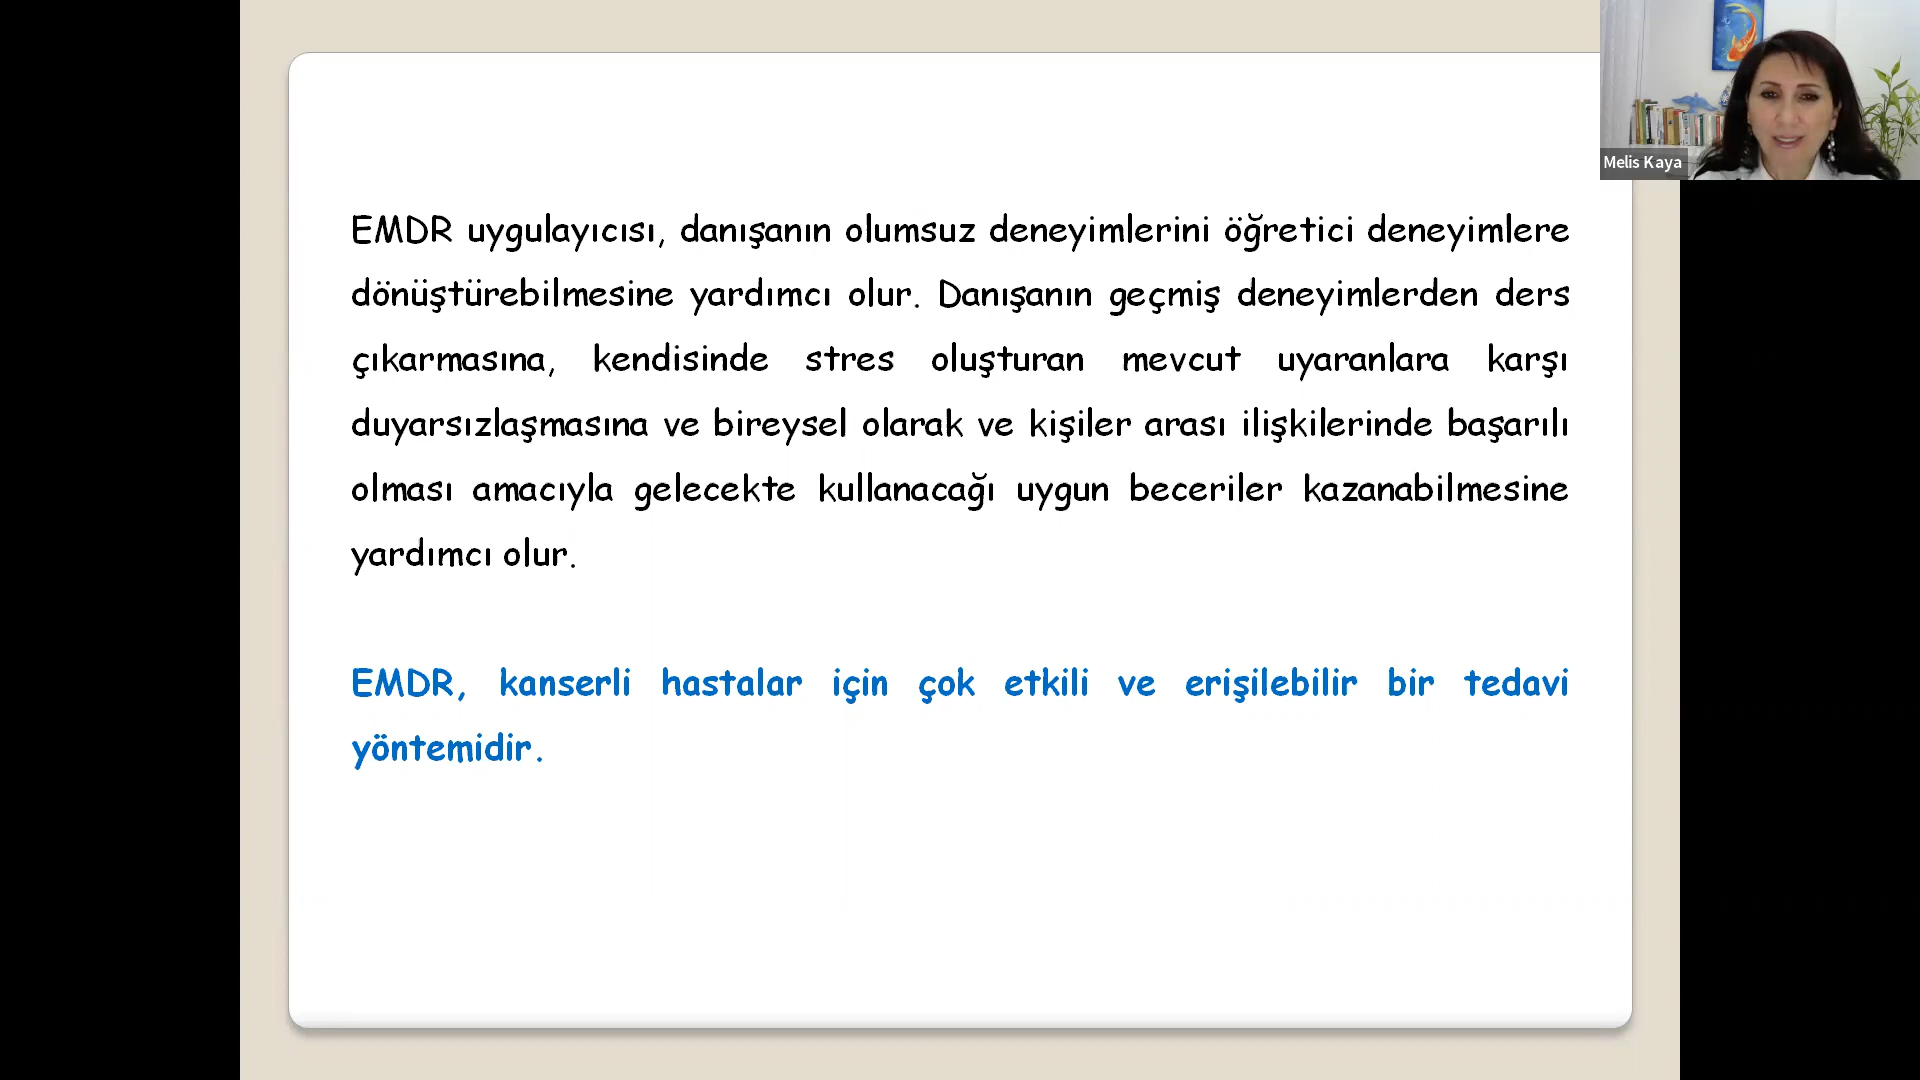 EMDR uygulayıcısı, danışanın olumsuz deneyimlerini öğretici deneyimlere
dönüştürebilmesine yardımcı olur. Danışanın geçmiş deneyimlerden ders
çıkarmasına, kendisinde stres oluşturan mevcut uyaranlara karşı
duyarsızlaşmasına ve bireysel olarak ve kişiler arası ilişkilerinde başarılı
olması amacıyla gelecekte kullanacağı uygun beceriler kazanabilmesine
yardımcı olur.
EMDR, kanserli hastalar için çok etkili ve erişilebilir bir tedavi
yöntemidir.
Melis Kaya